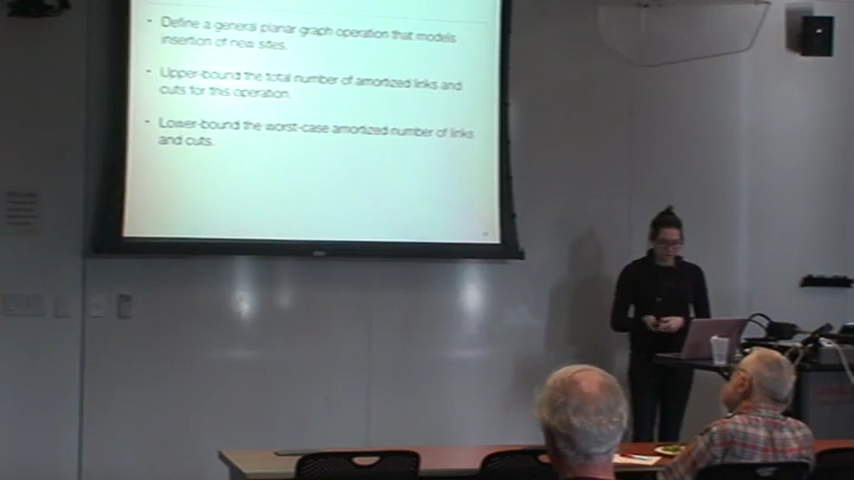 - Define a general planar graph operation that models
insertion of new sites.
- Upper-bound the total number of amortized links and
cuts for this operation.
- Lower-bound the worst-case amortized number of links
and cuts.